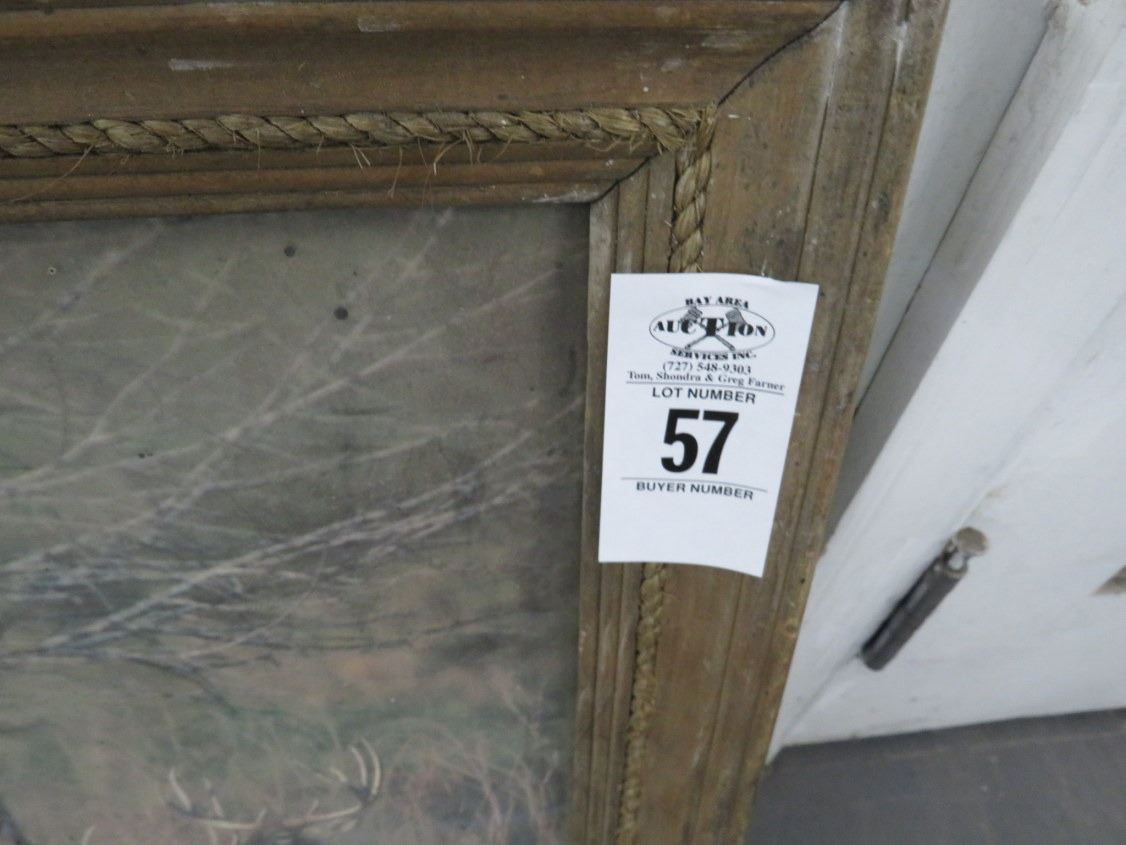 BAY AREA
AUCTION
SERVICES INC.
(727) 548-9303
Tom, Shondra & Greg Farner
LOT NUMBER
57
BUYER NUMBER